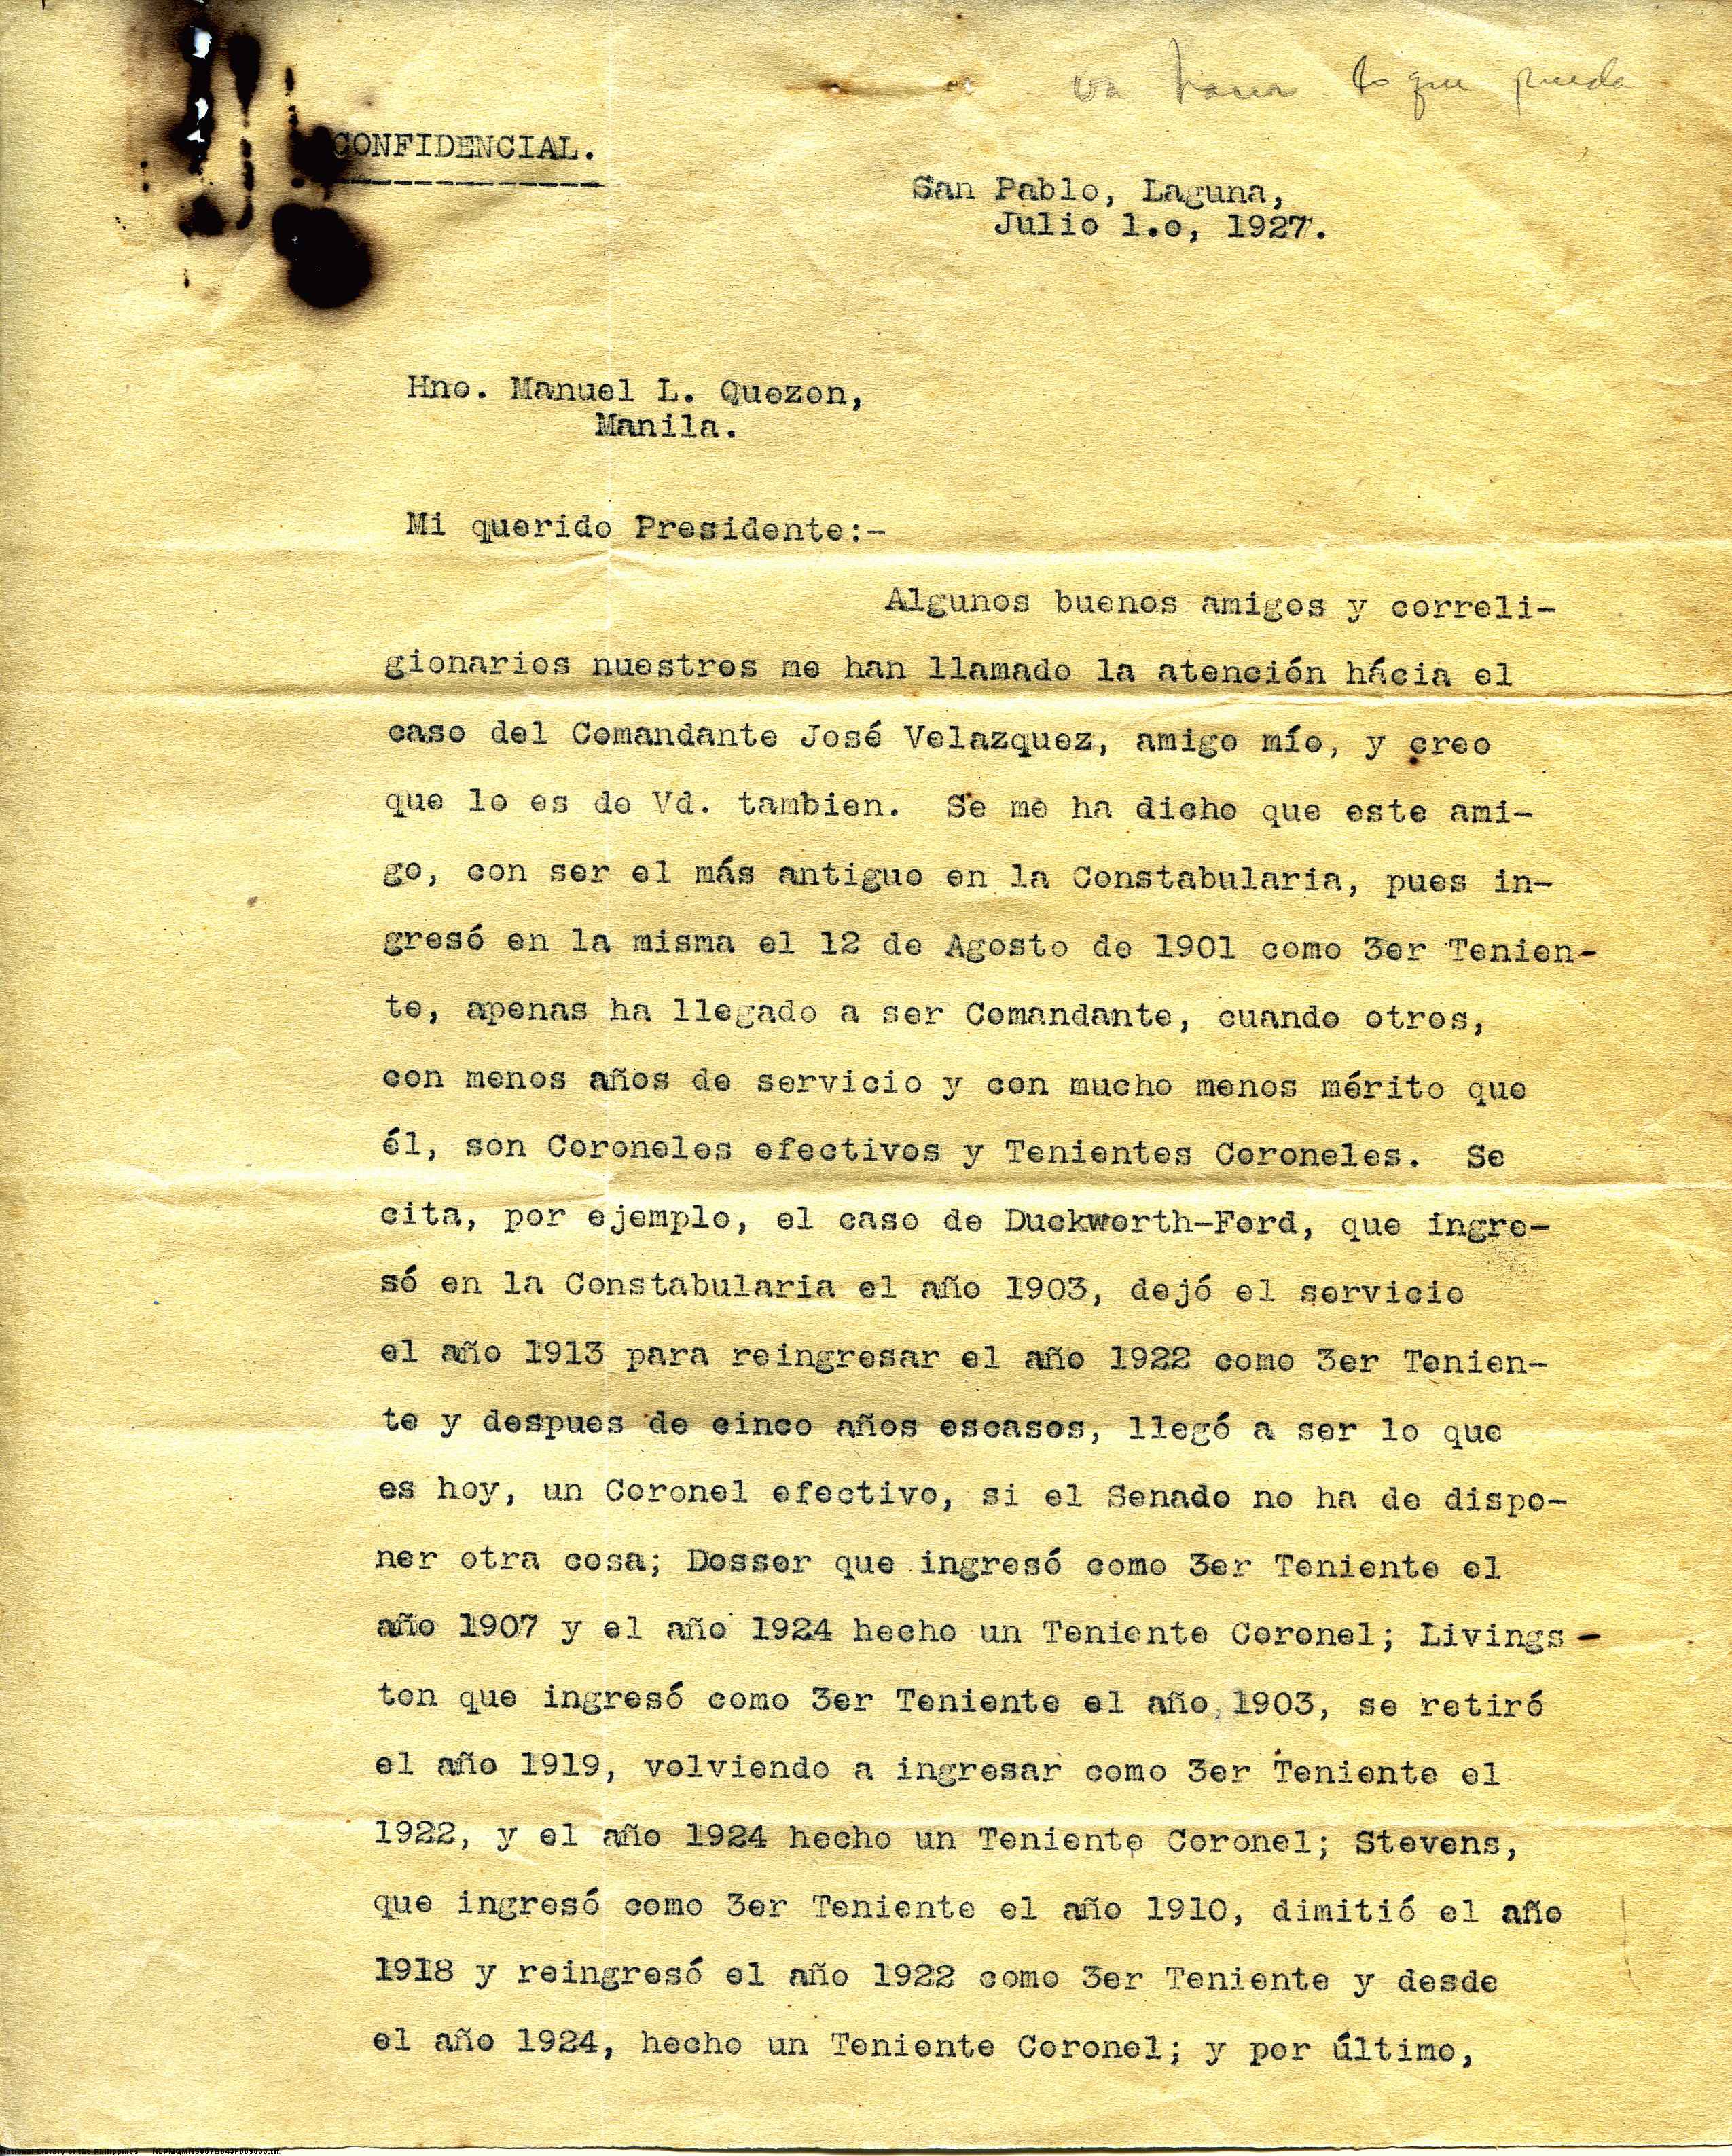 va hacer lo que pueda
CONFIDENCIAL.
San Pablo, Laguna,
Julio 1.o, 1927.
Hno. Manuel L. Quezon,
Manila.
Mi querido Presidente:-
Algunos buenos amigos y correli-
gionarios nuestros me han llamado la atención hácia el
caso del Comandante José Velazquez, amigo mío, y creo
que lo es de Vd. tambien. Se me ha dicho que este ami-
go, con ser el más antiguo en la Constabularia, pues in-
gresó en la misma el 12 de Agosto de 1901 como 3er Tenien-
te, apenas ha llegado a ser Comandante, cuando otros,
con menos años de servicio y con mucho menos mérito que
él, son Coroneles efectivos y Tenientes Coroneles. Se
cita, por ejemplo, el caso de Duckworth-Ford, que ingre-
só en la Constabularia el año 1903, dejó el servicio
el año 1913 para reingresar el año 1922 como 3er Tenien-
te y despues de cinco años escasos, llegó a ser lo que
es hoy, un Coronel efectivo, si el Senado no ha de dispo-
ner otra cosa; Dosser que ingresó como 3er Teniente el
año 1907 y el año 1924 hecho un Teniente Coronel; Livings-
ton que ingresó como 3er Teniente el año 1903, se retiró
el año 1919, volviendo a ingresar como 3er Teniente el
1922, y el año 1924 hecho un Teniente Coronel; Stevens,
que ingresó como 3er Teniente el año 1910, dimitió el año
1918 y reingresó el año 1922 como 3er Teniente y desde
el año 1924, hecho un Teniente Coronel; y por último,
National Library of the Philippines